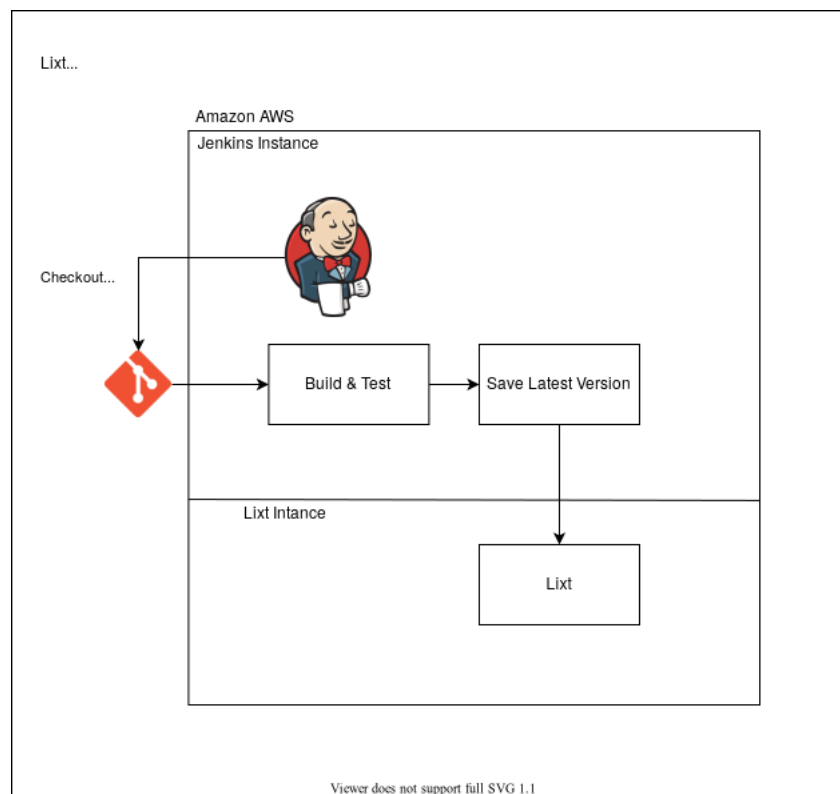 Lixt...
Amazon AWS
Jenkins Instance
Checkout...
Build & Test
Save Latest Version
Lixt Intance
Lixt
Viewer does not support full SVG 1.1